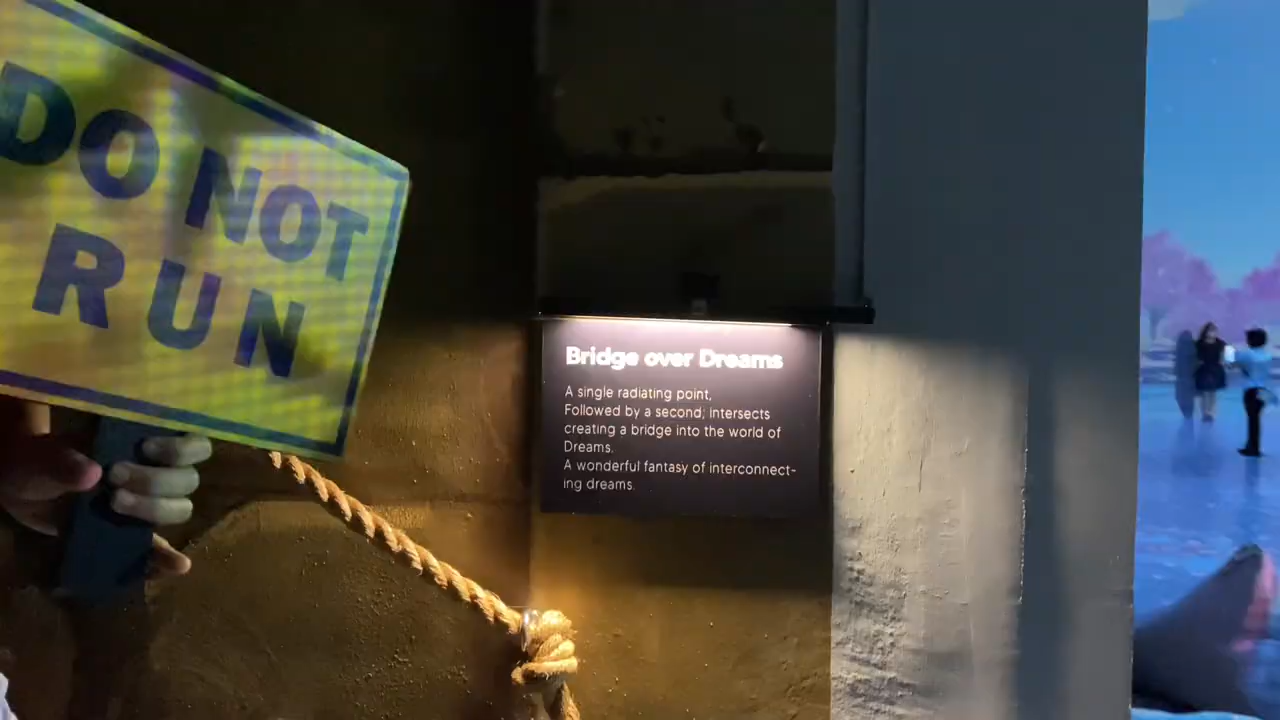 DO NOT
RUN
Bridge over Dreams
A single radiating point,
Followed by a second; intersects
creating a bridge into the world of
Dreams.
A wonderful fantasy of interconnect-
ing dreams.